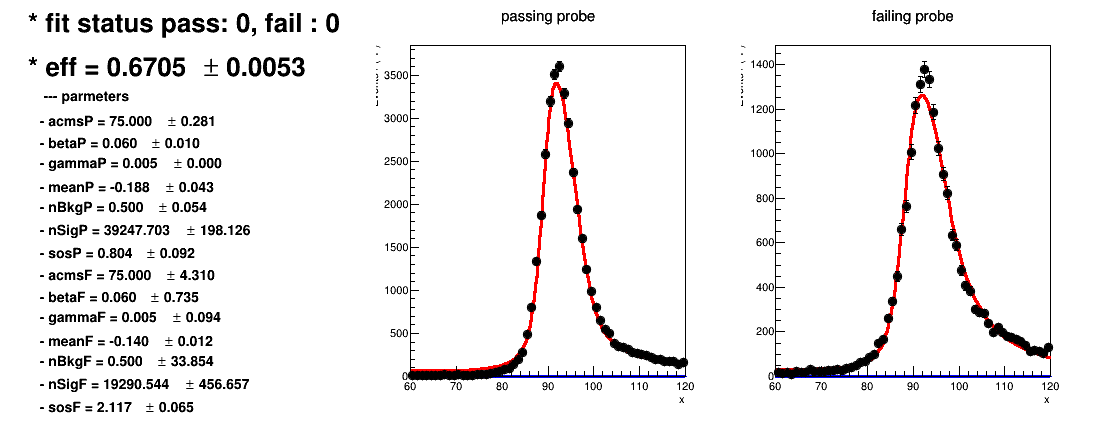 * fit status pass: 0, fail : 0
* eff = 0.6705 ± 0.0053
--- parmeters
- acmsP = 75.000 ± 0.281
- betaP = 0.060 ± 0.010
- gammaP = 0.005 ± 0.000
- meanP = -0.188 ± 0.043
- nBkgP = 0.500 ± 0.054
- nSigP = 39247.703 ± 198.126
- sosP = 0.804 ± 0.092
- acmsF = 75.000 ± 4.310
- betaF = 0.060 ± 0.735
- gammaF = 0.005 ± 0.094
- meanF = -0.140 ± 0.012
- nBkgF = 0.500 ± 33.854
- nSigF = 19290.544 ± 456.657
- sosF = 2.117 ± 0.065
passing probe
3500
3000
2500
2000
1500
1000
500
0
60 70 80 90 100 110 120
x
failing probe
1400
1200
1000
800
600
400
200
0
60 70 80 90 100 110 120
x